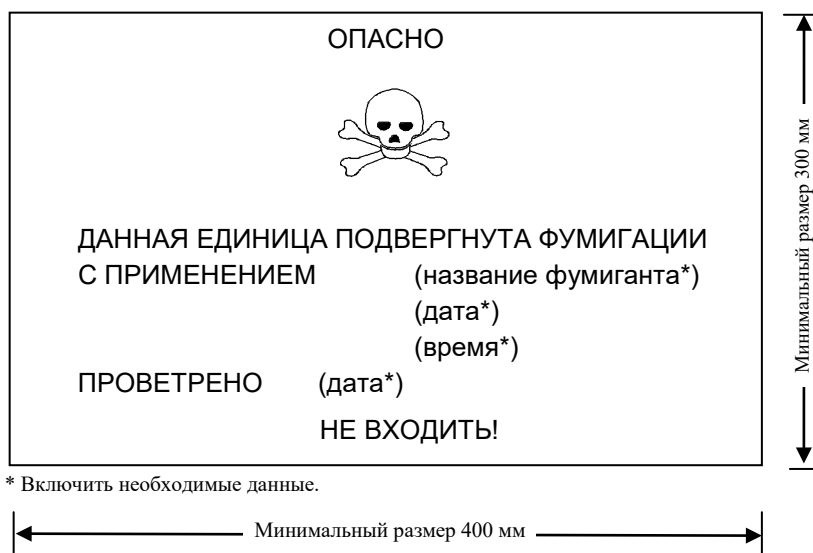 ОПАСНО
ДАННАЯ ЕДИНИЦА ПОДВЕРГНУТА ФУМИГАЦИИ
С ПРИМЕНЕНИЕМ (название фумиганта*)
(дата*)
(время*)
ПРОВЕТРЕНО (дата*)
НЕ ВХОДИТЬ!
* Включить необходимые данные.
Минимальный размер 400 мм
Минимальный размер 300 мм